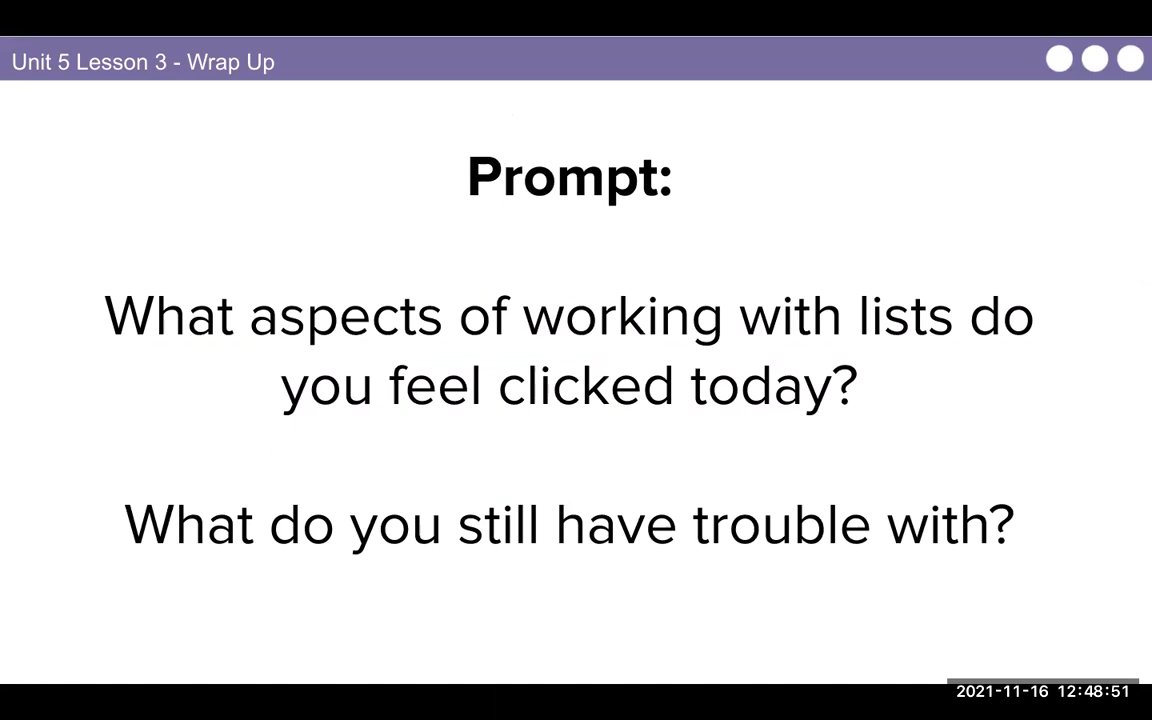 Unit 5 Lesson 3 - Wrap Up
Prompt:
What aspects of working with lists do
you feel clicked today?
What do you still have trouble with?
2021-11-16 12:48:51